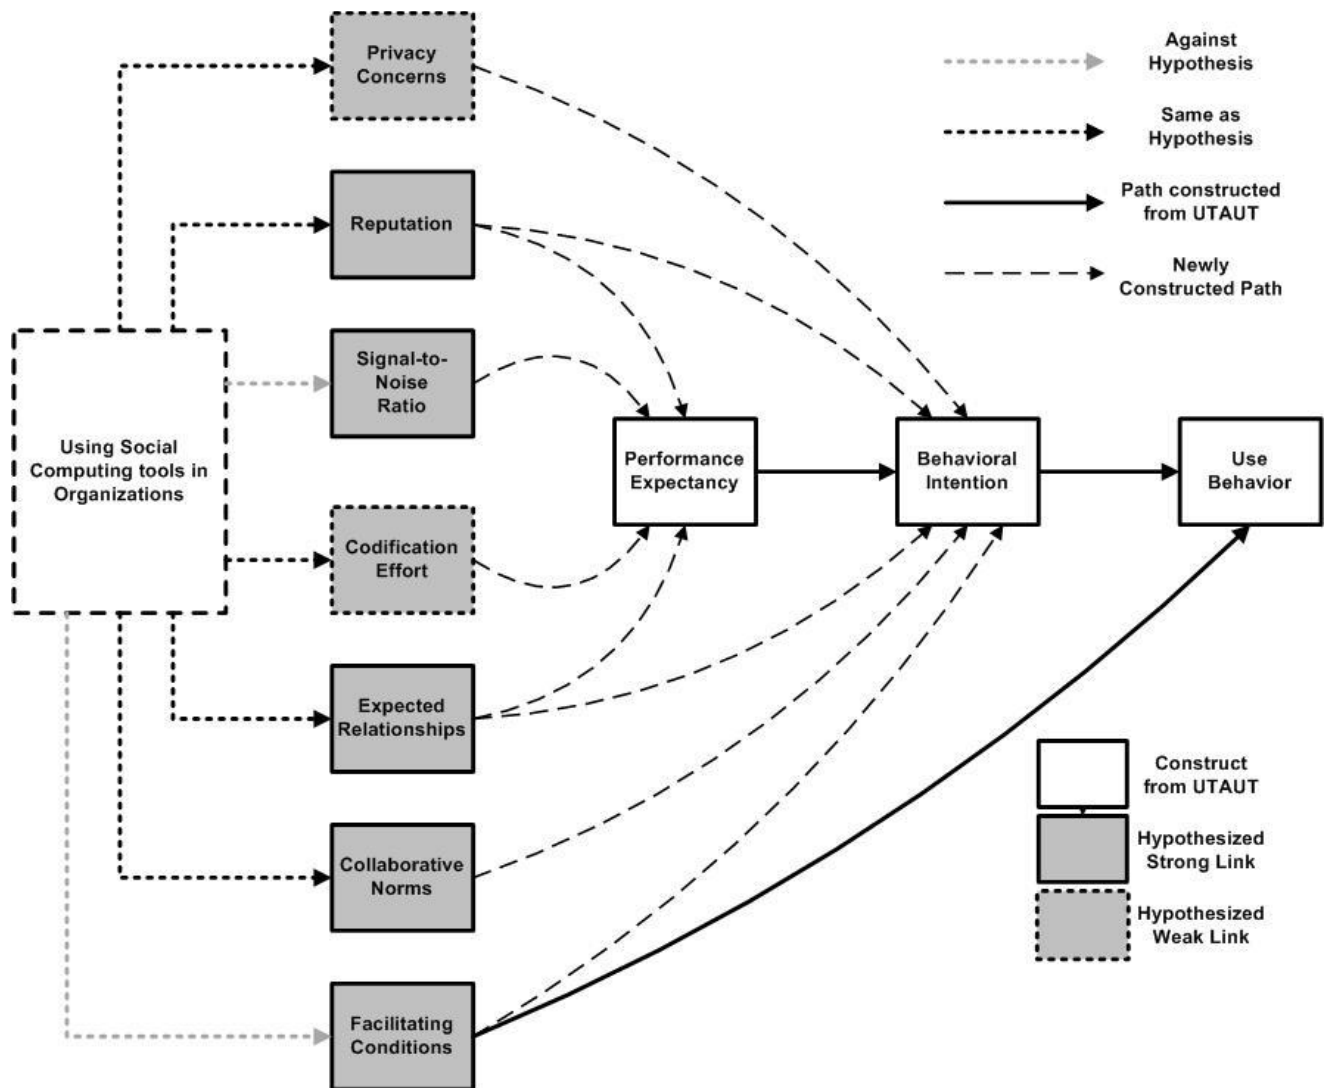 Privacy
Concerns
Reputation
Signal-to-
Noise
Ratio
Using Social
Computing tools in
Organizations
Codification
Effort
Expected
Relationships
Collaborative
Norms
Facilitating
Conditions
Performance
Expectancy
Behavioral
Intention
Use
Behavior
Against
Hypothesis
Same as
Hypothesis
Path constructed
from UTAUT
Newly
Constructed Path
Construct
from UTAUT
Hypothesized
Strong Link
Hypothesized
Weak Link